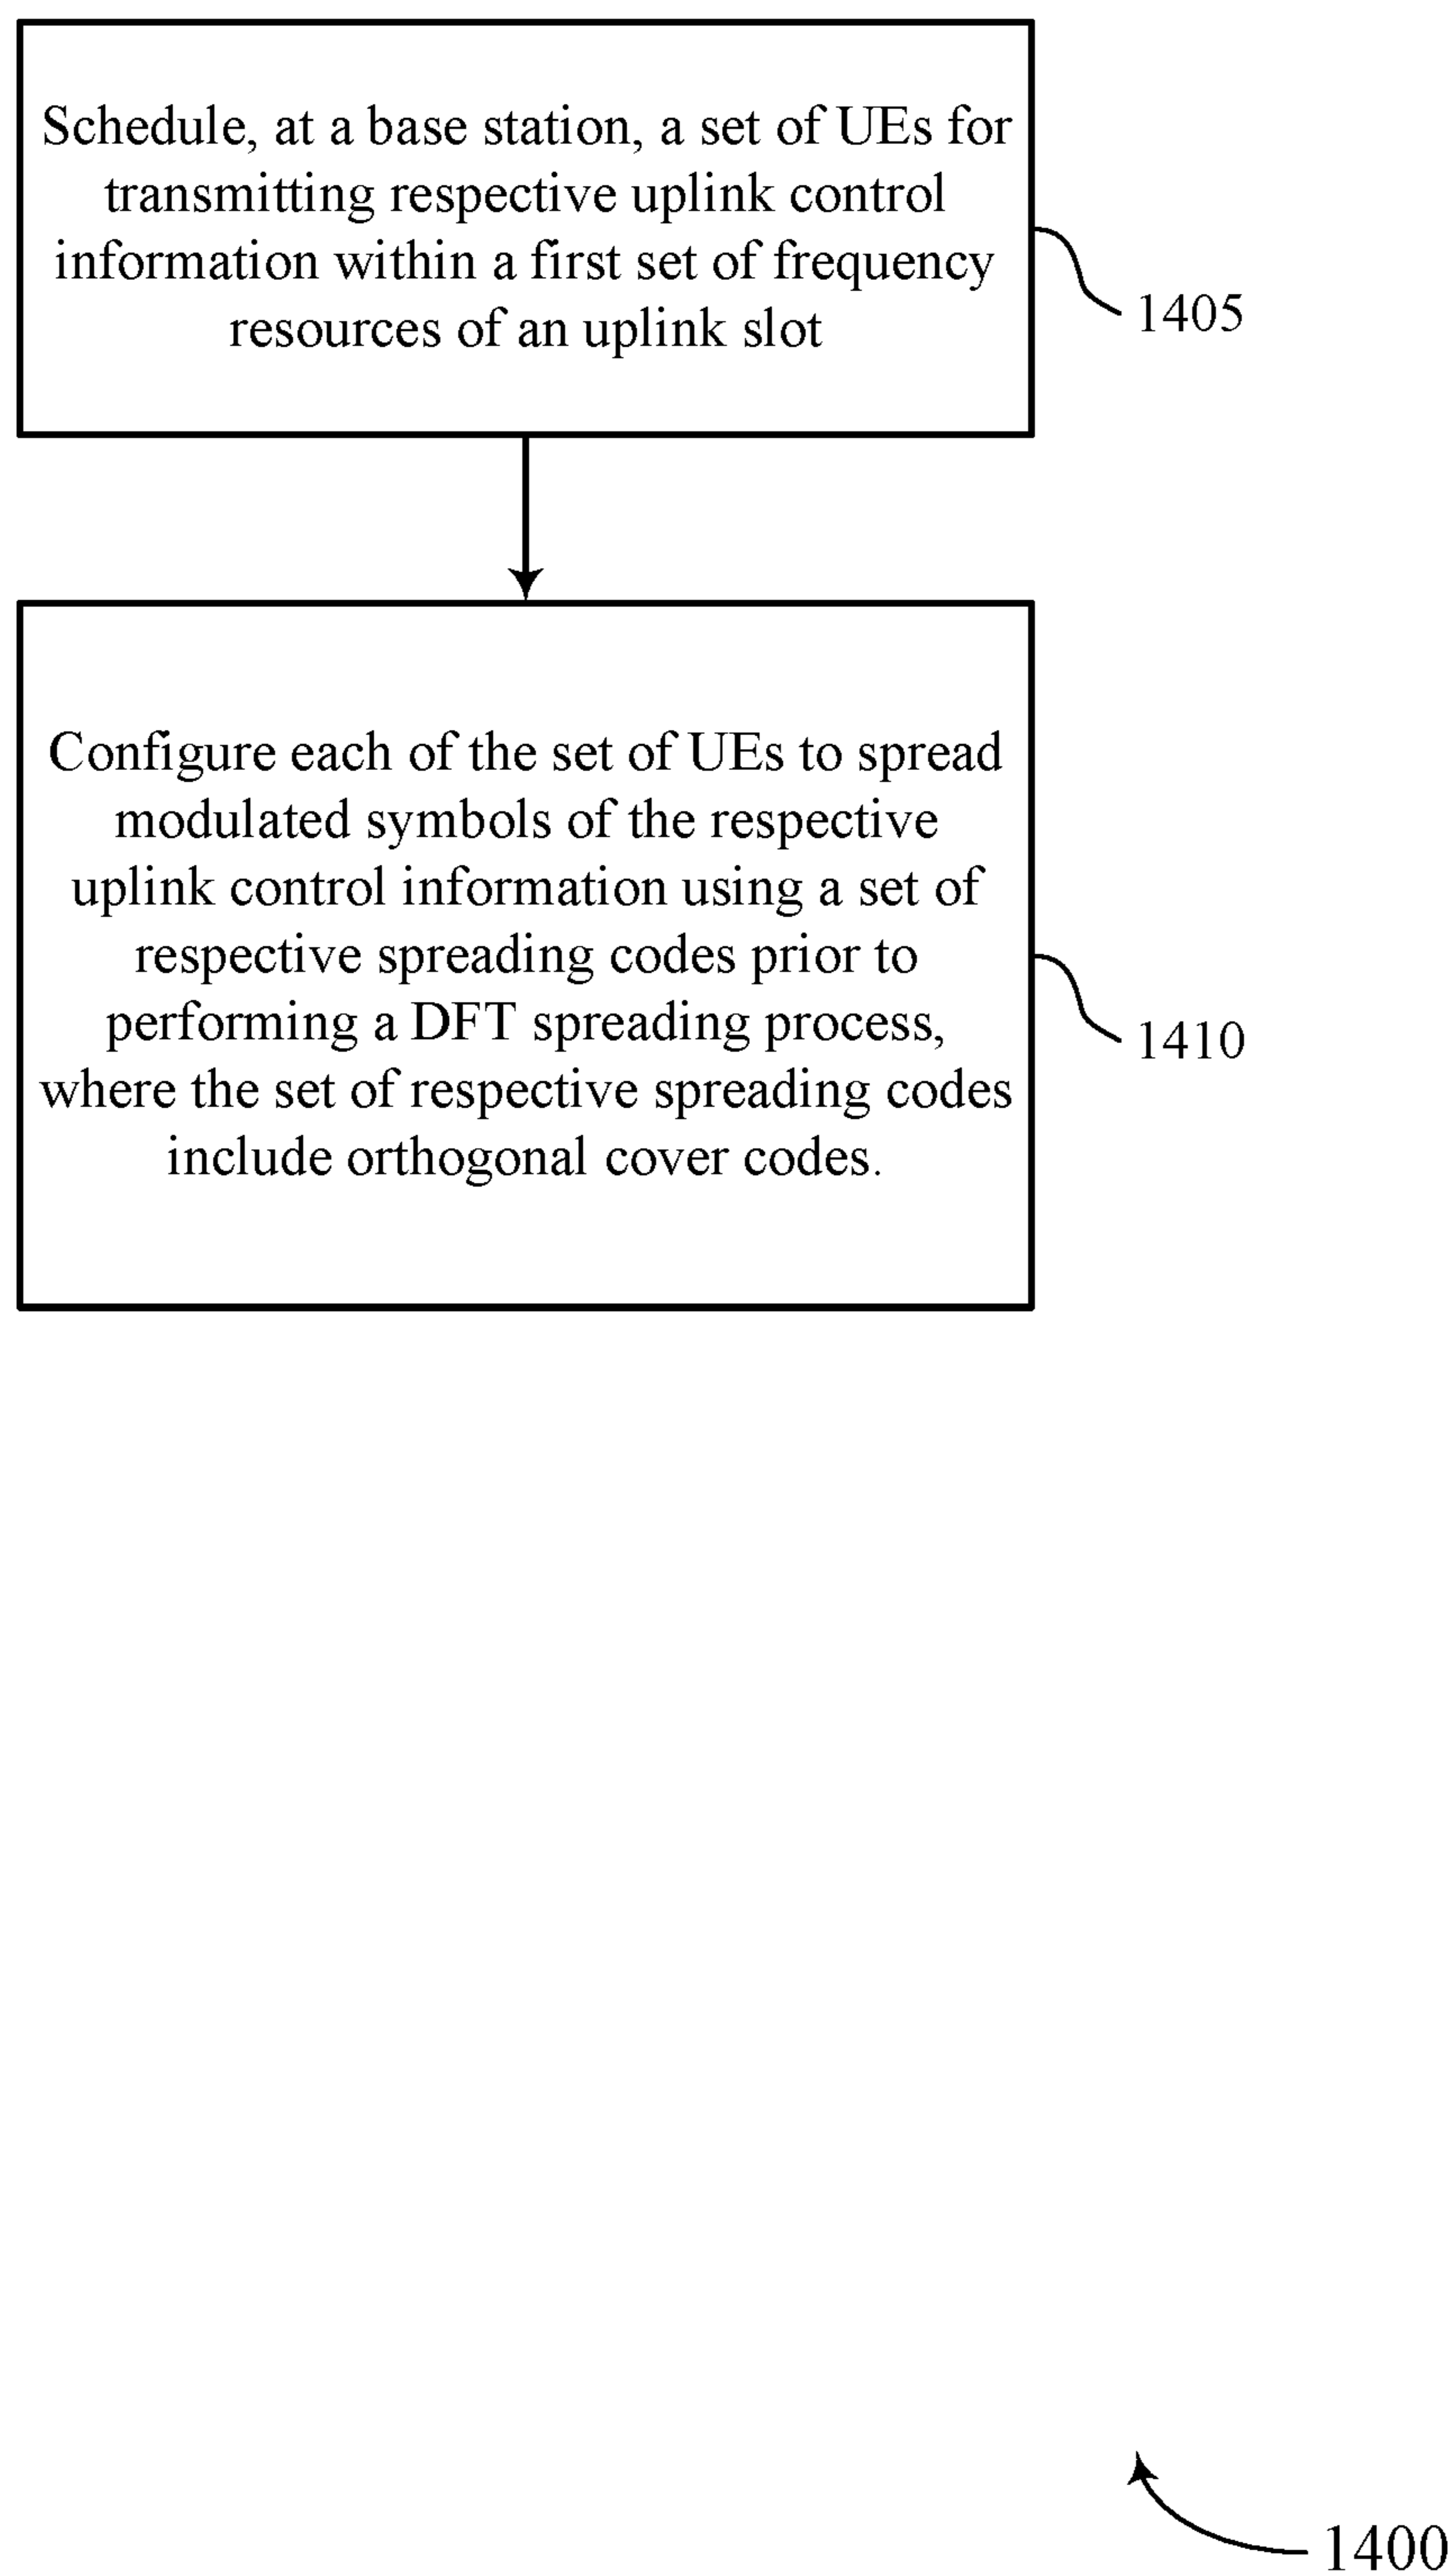 Schedule, at a base station, a set of UEs for
transmitting respective uplink control
information within a first set of frequency
resources of an uplink slot
1405
Configure each of the set of UEs to spread
modulated symbols of the respective
uplink control information using a set of
respective spreading codes prior to
performing a DFT spreading process,
where the set of respective spreading codes
include orthogonal cover codes.
1410
1400